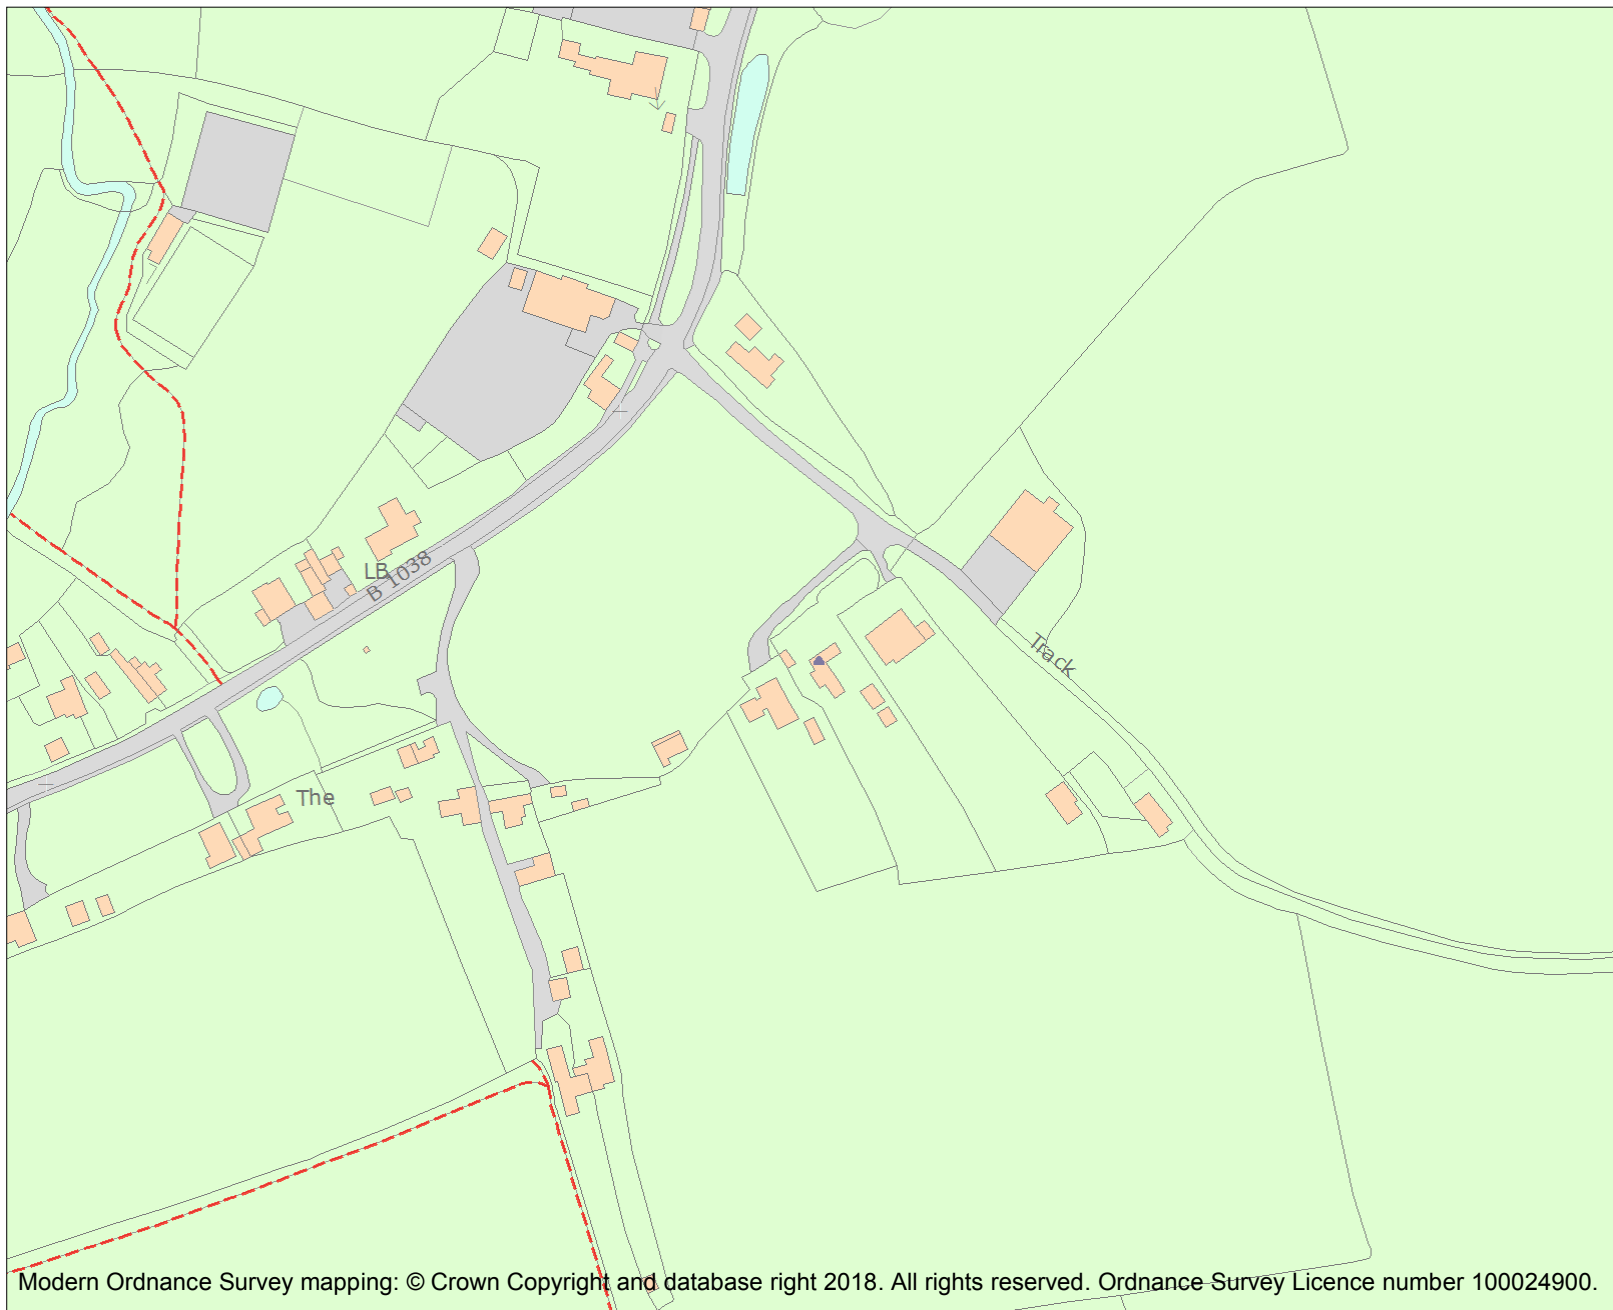 LB
B 1038
Track
The
Modern Ordnance Survey mapping: © Crown Copyright and database right 2018. All rights reserved. Ordnance Survey Licence number 100024900.